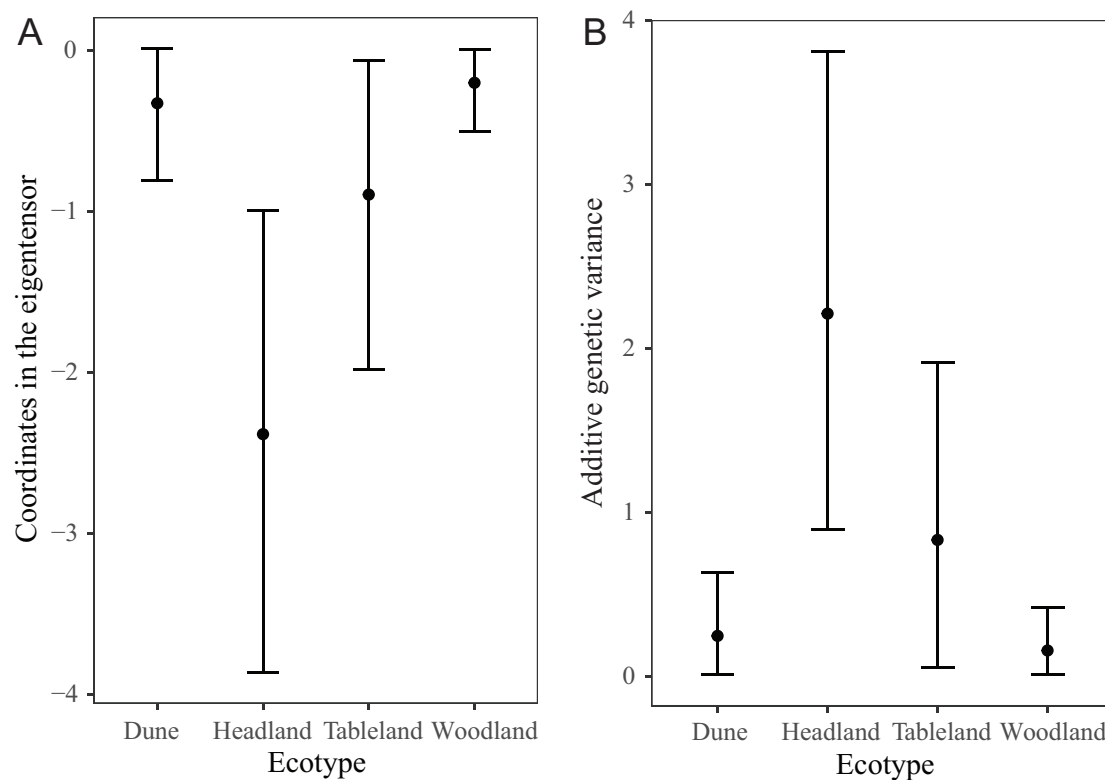 A
Coordinates in the eigentensor
0
−1
−2
−3
−4
Dune Headland Tableland Woodland
Ecotype
B
Additive genetic variance
4
3
2
1
0
Dune Headland Tableland Woodland
Ecotype